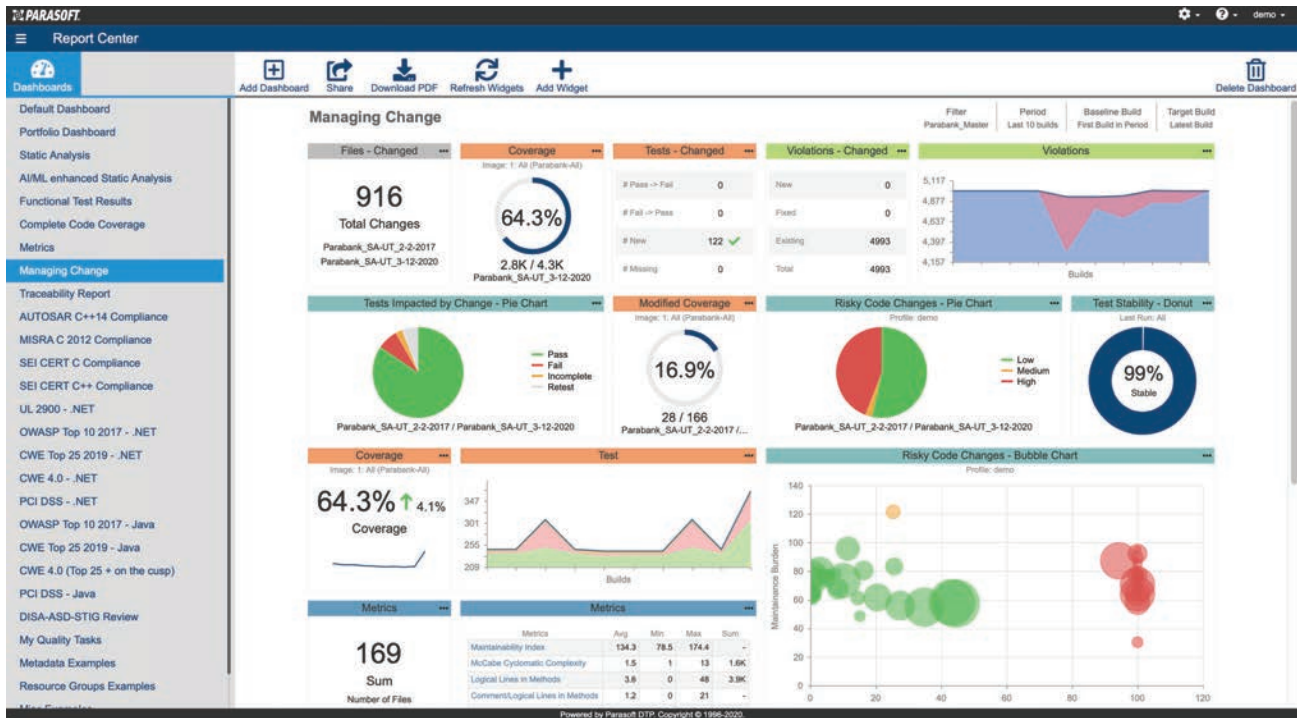 PARASOFT.
demo
Report Center
Dashboards
Add Dashboard
Share
Download PDF
Refresh Widgets
Add Widget
Delete Dashboard
Default Dashboard
Portfolio Dashboard
Static Analysis
AI/ML enhanced Static Analysis
Functional Test Results
Complete Code Coverage
Metrics
Managing Change
Traceability Report
AUTOSAR C++14 Compliance
MISRA C 2012 Compliance
SEI CERT C Compliance
SEI CERT C++ Compliance
UL 2900 - .NET
OWASP Top 10 2017 - .NET
CWE Top 25 2019 - .NET
CWE 4.0 - .NET
PCI DSS - .NET
OWASP Top 10 2017 - Java
CWE Top 25 2019 - Java
CWE 4.0 (Top 25 + on the cusp)
PCI DSS - Java
DISA-ASD-STIG Review
My Quality Tasks
Metadata Examples
Resource Groups Examples
Managing Change
Filter
Parabank_Master
Period
Last 10 builds
Baseline Build
First Build in Period
Target Build
Latest Build
Files - Changed
916
Total Changes
Parabank_SA-UT_2-2-2017
Parabank_SA-UT_3-12-2020
Coverage
Image: 1: All (Parabank-All)
64.3%
2.8K / 4.3K
Parabank_SA-UT_3-12-2020
Tests - Changed
# Pass -> Fail 0
# Fail -> Pass 0
# New 122
# Missing 0
Violations - Changed
New 0
Fixed 0
Existing 4993
Total 4993
Violations
5,117
4,877
4,637
4,397
4,157
Builds
Tests Impacted by Change - Pie Chart
Pass
Fail
Incomplete
Retest
Parabank_SA-UT_2-2-2017 / Parabank_SA-UT_3-12-2020
Modified Coverage
Image: 1: All (Parabank-All)
16.9%
28 / 166
Parabank_SA-UT_2-2-2017 /...
Risky Code Changes - Pie Chart
Profile: demo
Low
Medium
High
Parabank_SA-UT_2-2-2017 / Parabank_SA-UT_3-12-2020
Test Stability - Donut
Last Run: All
99%
Stable
Coverage
Image: 1: All (Parabank-All)
64.3% 4.1%
Coverage
Test
347
301
255
209
Builds
Risky Code Changes - Bubble Chart
Profile: demo
Maintainance Burden
140
120
100
80
60
40
20
0
0 20 40 60 80 100 120
Metrics
169
Sum
Number of Files
Metrics
Metrics Avg Min Max Sum
Maintainability Index 134.3 78.5 174.4 -
McCabe Cyclomatic Complexity 1.5 1 13 1.6K
Logical Lines in Methods 3.6 0 48 3.9K
Comment/Logical Lines in Methods 1.2 0 21 -
Powered by Parasoft DTP. Copyright © 1996-2020.